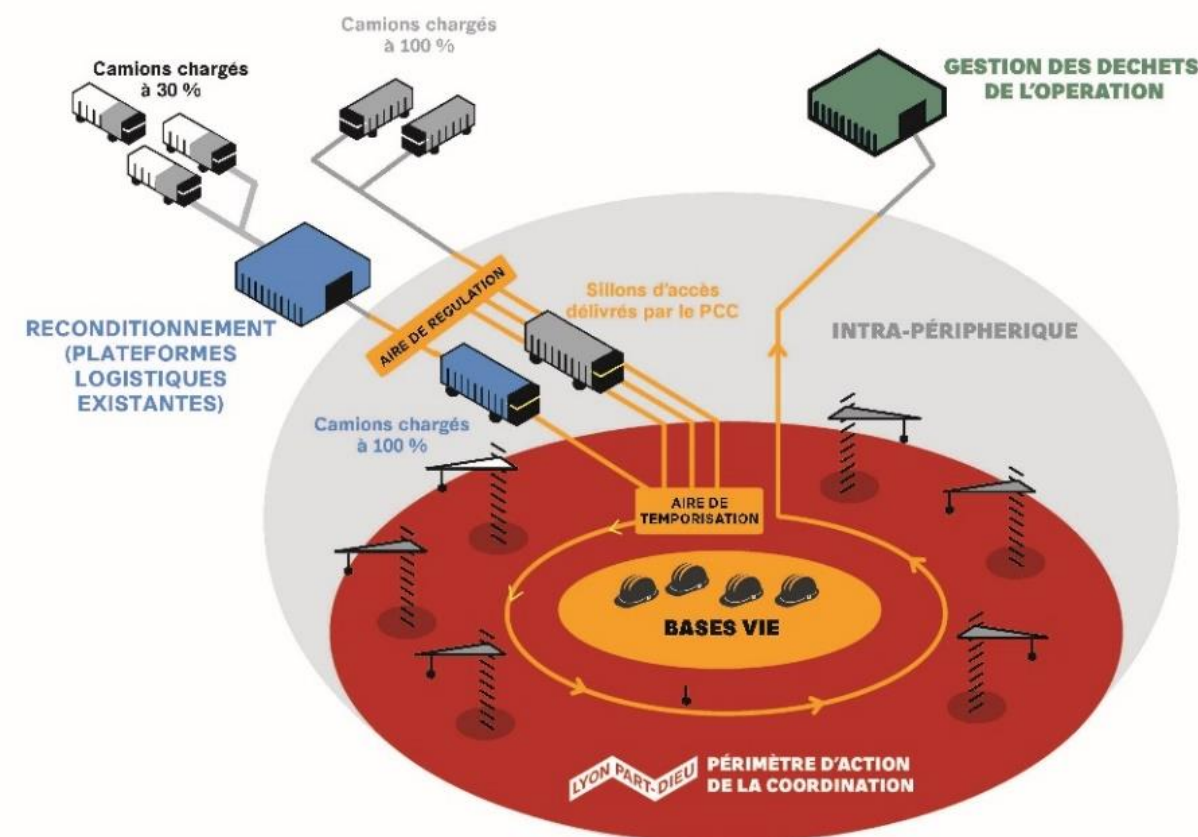 Camions chargés
à 100 %
Camions chargés
à 30 %
GESTION DES DECHETS
DE L'OPERATION
AIRE DE REGULATION
Sillons d'accès
délivrés par le PCC
RECONDITIONNEMENT
(PLATEFORMES
LOGISTIQUES
EXISTANTES)
INTRA-PÉRIPHERIQUE
Camions chargés
à 100 %
AIRE DE
TEMPORISATION
BASES VIE
LYON PART-DIEU
PÉRIMÈTRE D'ACTION
DE LA COORDINATION